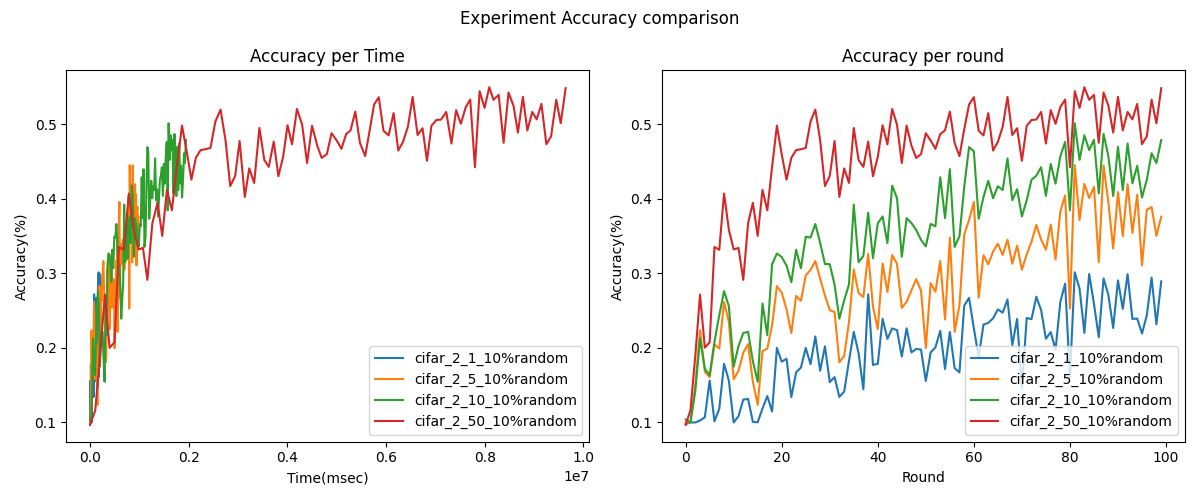 Experiment Accuracy comparison
Accuracy per Time
Accuracy(%)
0.5
0.4
0.3
0.2
0.1
0.0
0.2
0.4
0.6
0.8
1.0
1e7
Time(msec)
cifar_2_1_10%random
cifar_2_5_10%random
cifar_2_10_10%random
cifar_2_50_10%random
Accuracy per round
Accuracy(%)
0.5
0.4
0.3
0.2
0.1
0
20
40
60
80
100
Round
cifar_2_1_10%random
cifar_2_5_10%random
cifar_2_10_10%random
cifar_2_50_10%random